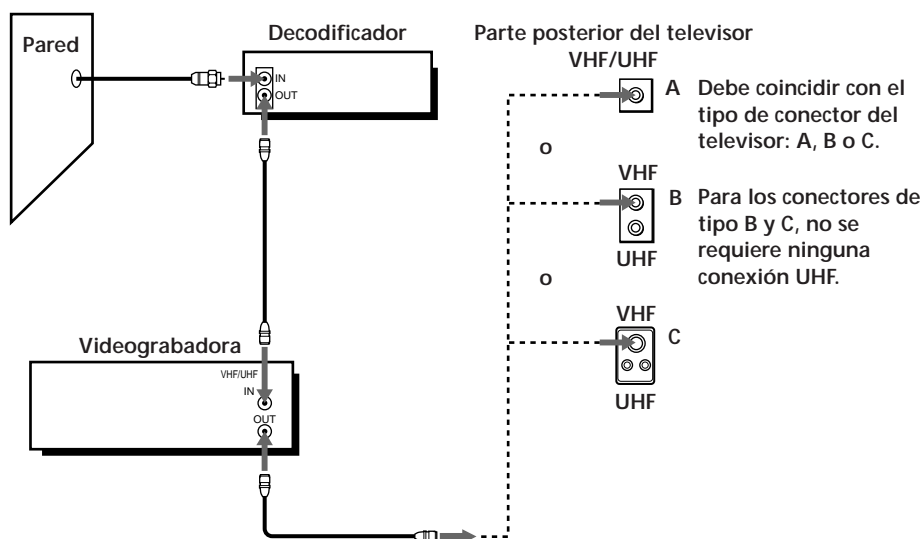 Pared
Decodificador
IN
OUT
Parte posterior del televisor
VHF/UHF
A
Debe coincidir con el
tipo de conector del
televisor: A, B o C.
o
VHF
B
UHF
Para los conectores de
tipo B y C, no se
requiere ninguna
conexión UHF.
o
VHF
C
UHF
Videograbadora
VHF/UHF
IN
OUT